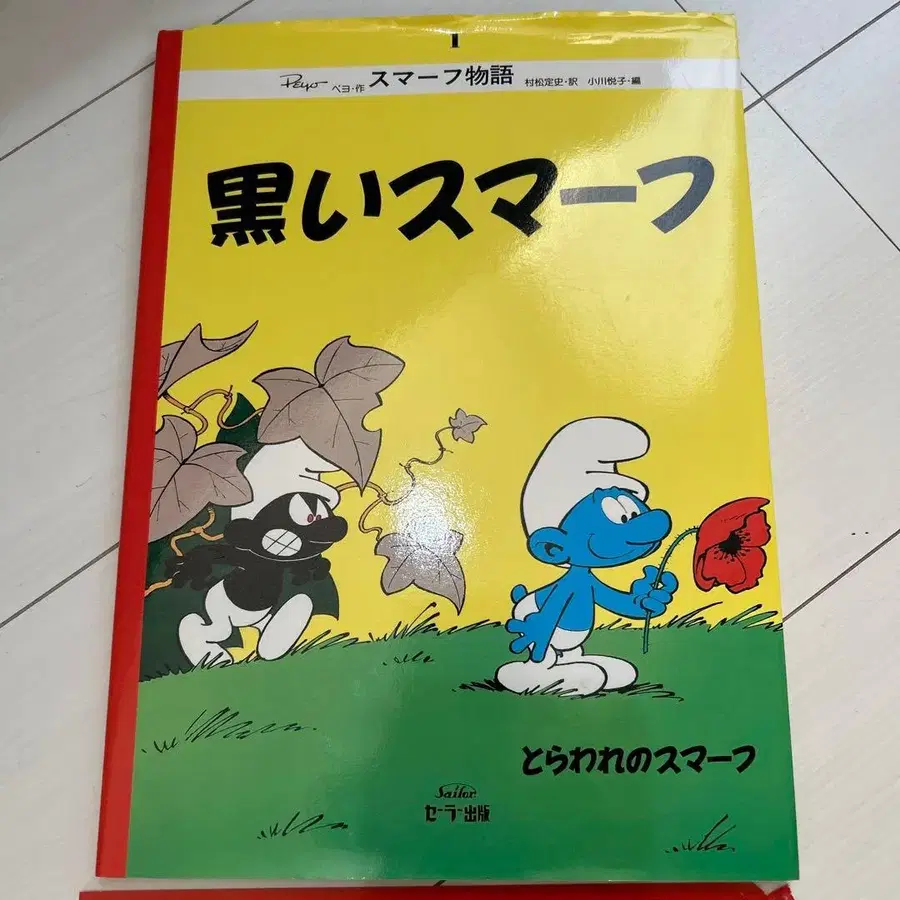 1
Peyo ペヨ・作 スマーフ物語 村松定史・訳 小川悦子・編
黒いスマーフ
とらわれのスマーフ
Sailor
セーラー出版